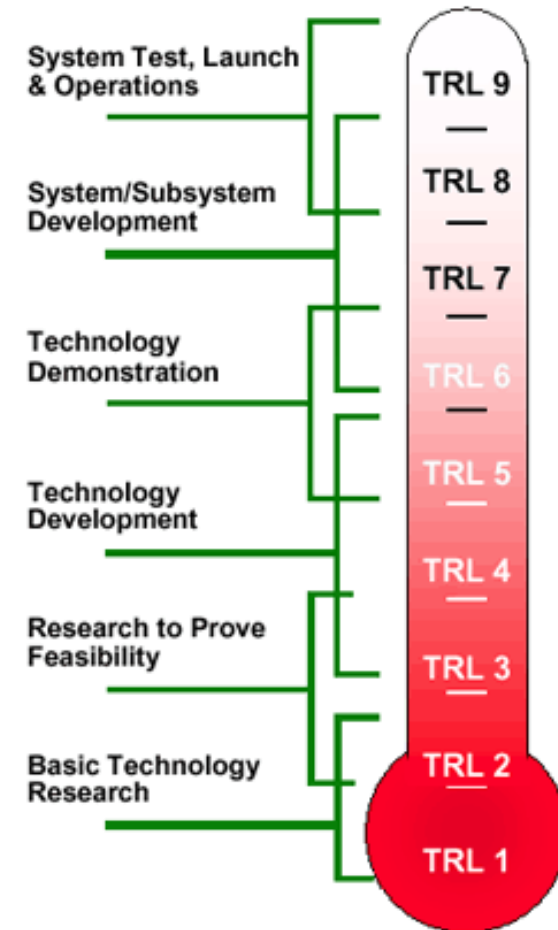 System Test, Launch
& Operations
System/Subsystem
Development
Technology
Demonstration
Technology
Development
Research to Prove
Feasibility
Basic Technology
Research
TRL 9
TRL 8
TRL 7
TRL 6
TRL 5
TRL 4
TRL 3
TRL 2
TRL 1